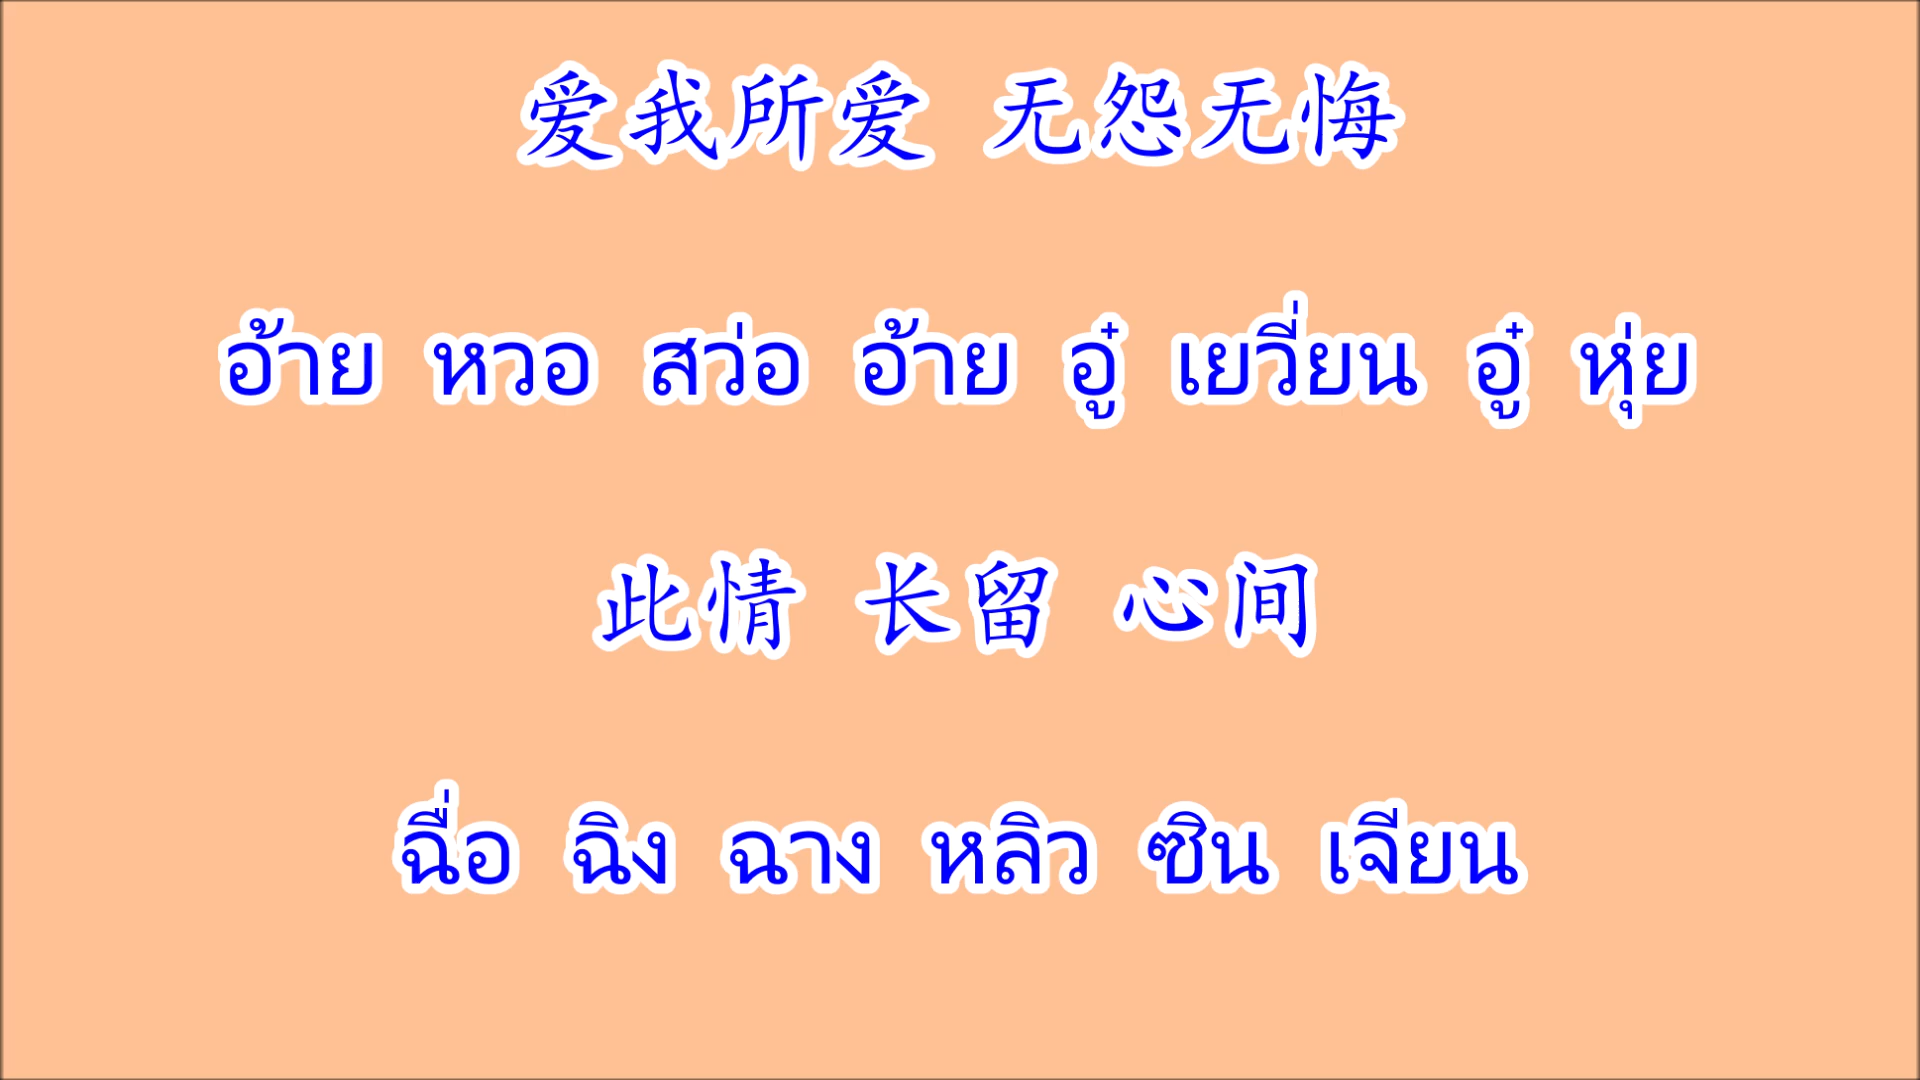 爱我所爱 无怨无悔
อ้าย หวอ สว่อ อ้าย อู๋ เยวี่ยน อู๋ หุ่ย
此情 长留 心间
ฉื่อ ฉิง ฉาง หลิว ซิน เจียน